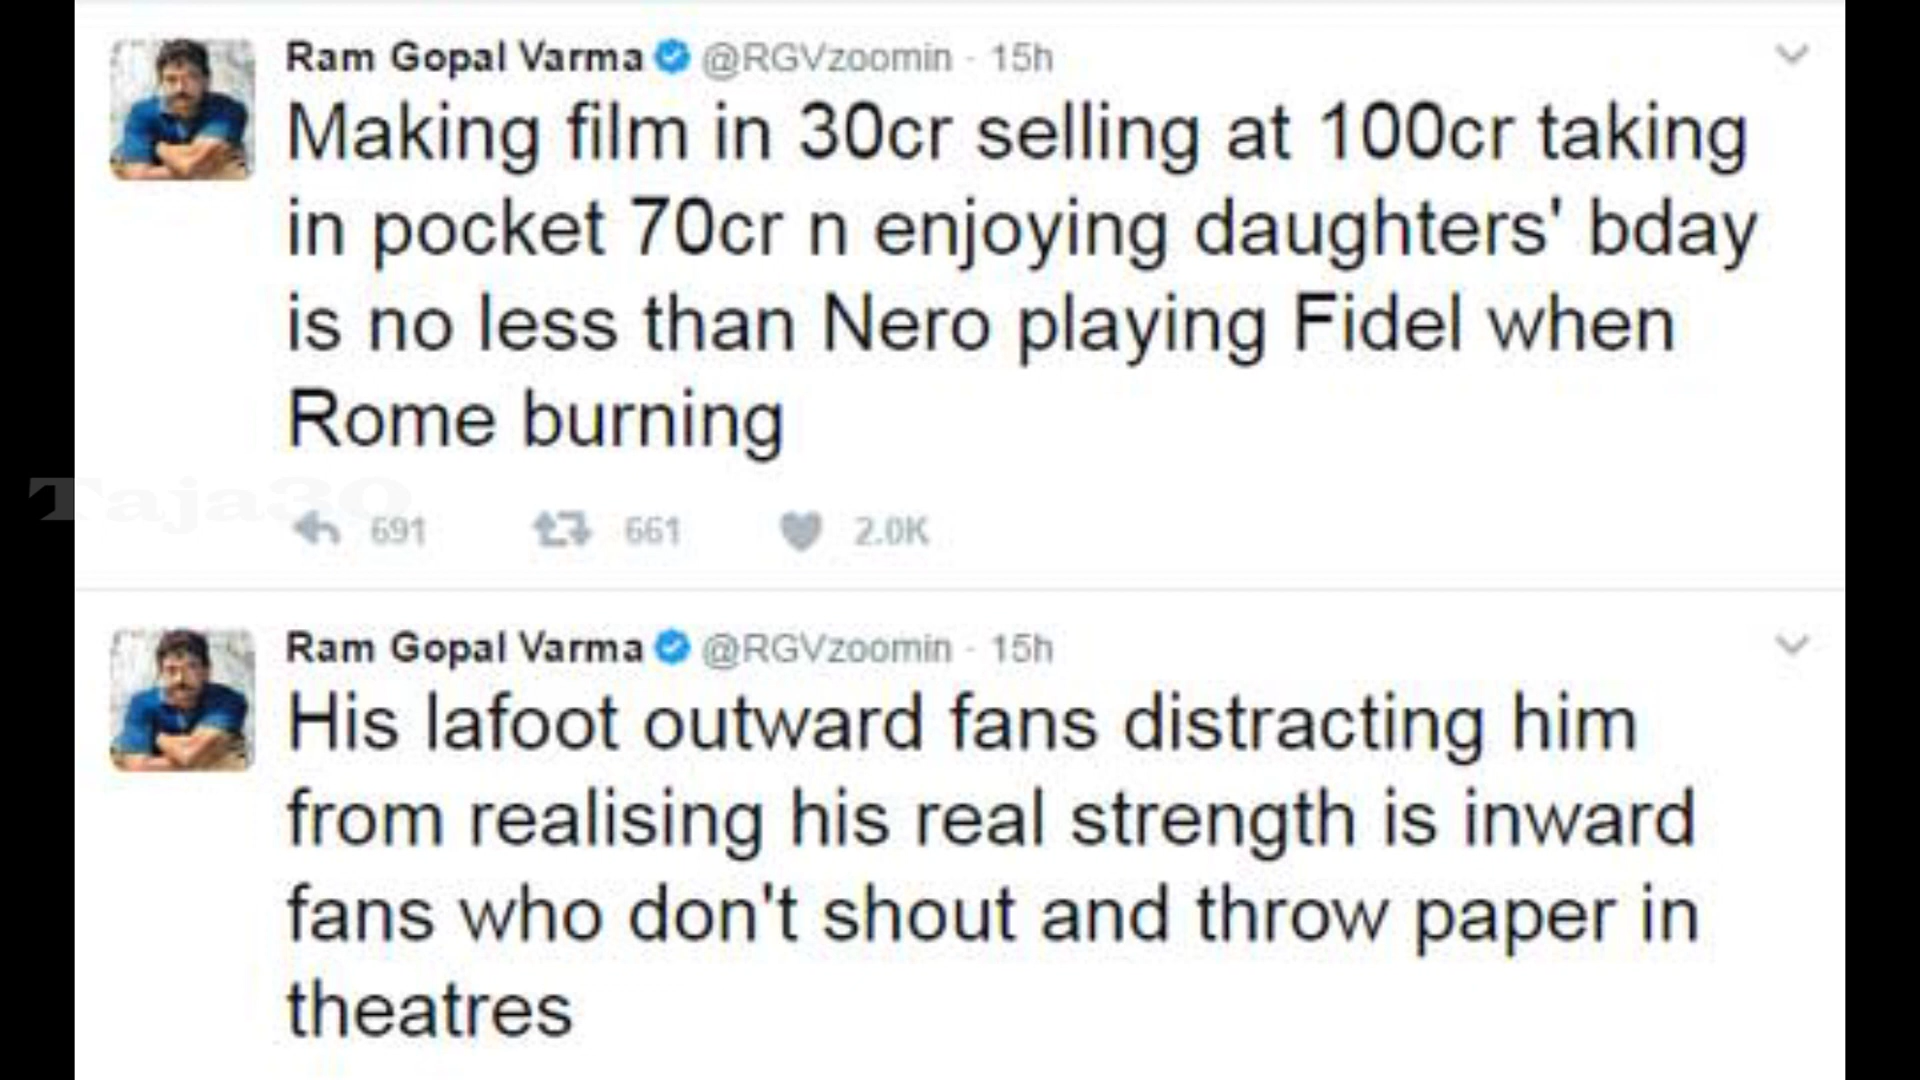 Ram Gopal Varma @RGVzoomin · 15h
Making film in 30cr selling at 100cr taking
in pocket 70cr n enjoying daughters' bday
is no less than Nero playing Fidel when
Rome burning
Taja30
691 661 2.0K
Ram Gopal Varma @RGVzoomin · 15h
His lafoot outward fans distracting him
from realising his real strength is inward
fans who don't shout and throw paper in
theatres